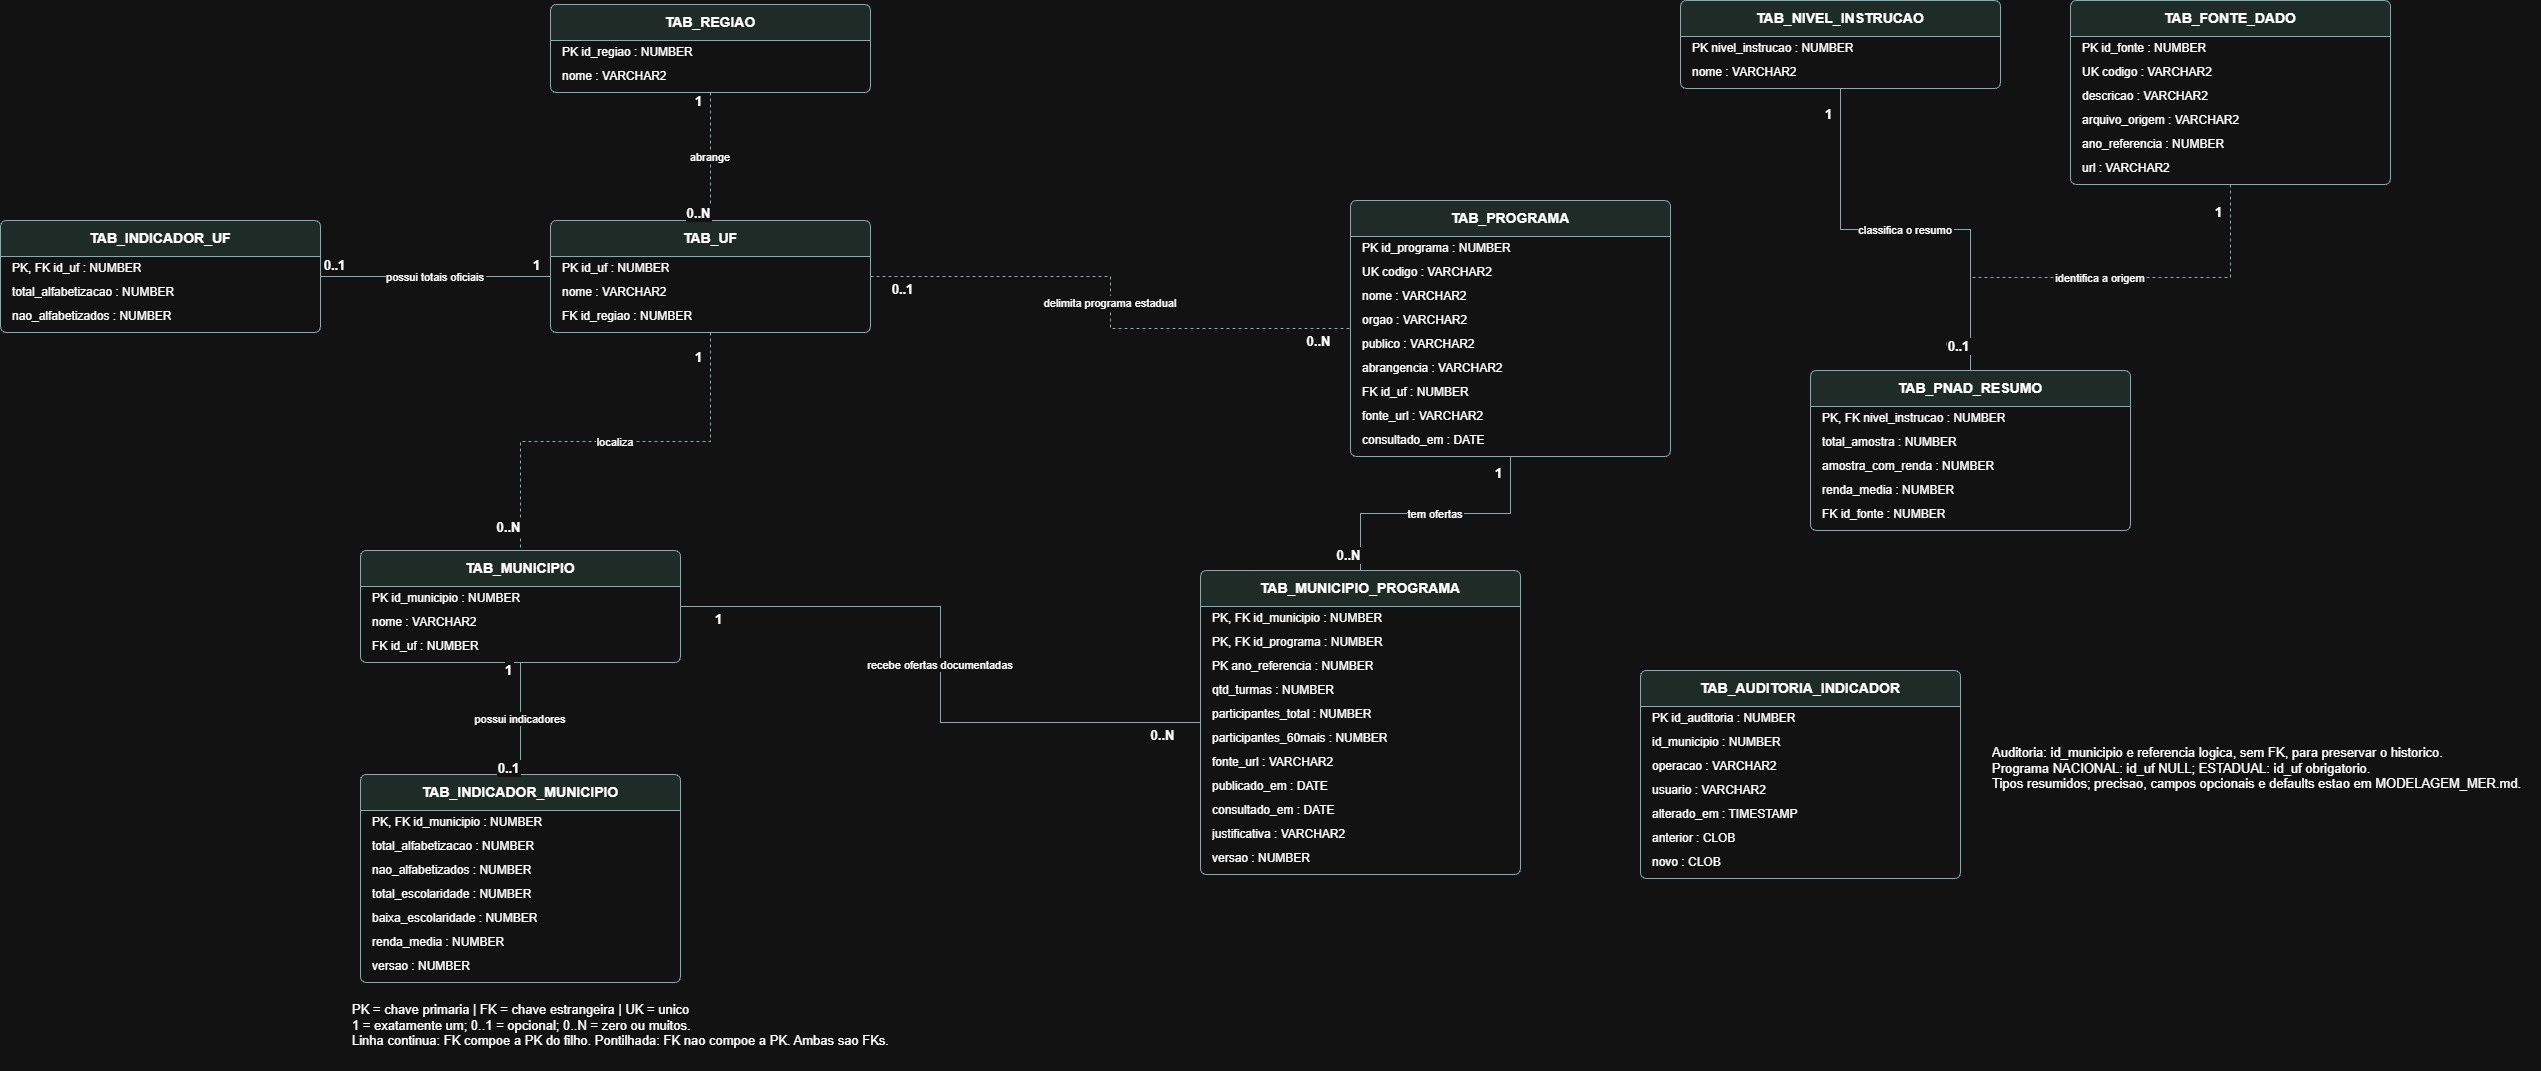 TAB_REGIAO
PK id_regiao : NUMBER
nome : VARCHAR2
1
abrange
0..N
TAB_NIVEL_INSTRUCAO
PK nivel_instrucao : NUMBER
nome : VARCHAR2
1
classifica o resumo
0..1
TAB_FONTE_DADO
PK id_fonte : NUMBER
UK codigo : VARCHAR2
descricao : VARCHAR2
arquivo_origem : VARCHAR2
ano_referencia : NUMBER
url : VARCHAR2
1
identifica a origem
TAB_INDICADOR_UF
PK, FK id_uf : NUMBER
total_alfabetizacao : NUMBER
nao_alfabetizados : NUMBER
0..1
possui totais oficiais
1
TAB_UF
PK id_uf : NUMBER
nome : VARCHAR2
FK id_regiao : NUMBER
0..1
delimita programa estadual
0..N
1
localiza
0..N
TAB_PROGRAMA
PK id_programa : NUMBER
UK codigo : VARCHAR2
nome : VARCHAR2
orgao : VARCHAR2
publico : VARCHAR2
abrangencia : VARCHAR2
FK id_uf : NUMBER
fonte_url : VARCHAR2
consultado_em : DATE
1
tem ofertas
0..N
TAB_PNAD_RESUMO
PK, FK nivel_instrucao : NUMBER
total_amostra : NUMBER
amostra_com_renda : NUMBER
renda_media : NUMBER
FK id_fonte : NUMBER
TAB_MUNICIPIO
PK id_municipio : NUMBER
nome : VARCHAR2
FK id_uf : NUMBER
1
recebe ofertas documentadas
0..N
1
possui indicadores
0..1
TAB_MUNICIPIO_PROGRAMA
PK, FK id_municipio : NUMBER
PK, FK id_programa : NUMBER
PK ano_referencia : NUMBER
qtd_turmas : NUMBER
participantes_total : NUMBER
participantes_60mais : NUMBER
fonte_url : VARCHAR2
publicado_em : DATE
consultado_em : DATE
justificativa : VARCHAR2
versao : NUMBER
TAB_AUDITORIA_INDICADOR
PK id_auditoria : NUMBER
id_municipio : NUMBER
operacao : VARCHAR2
usuario : VARCHAR2
alterado_em : TIMESTAMP
anterior : CLOB
novo : CLOB
Auditoria: id_municipio e referencia logica, sem FK, para preservar o historico.
Programa NACIONAL: id_uf NULL; ESTADUAL: id_uf obrigatorio.
Tipos resumidos; precisao, campos opcionais e defaults estao em MODELAGEM_MER.md.
TAB_INDICADOR_MUNICIPIO
PK, FK id_municipio : NUMBER
total_alfabetizacao : NUMBER
nao_alfabetizados : NUMBER
total_escolaridade : NUMBER
baixa_escolaridade : NUMBER
renda_media : NUMBER
versao : NUMBER
PK = chave primaria | FK = chave estrangeira | UK = unico
1 = exatamente um; 0..1 = opcional; 0..N = zero ou muitos.
Linha continua: FK compoe a PK do filho. Pontilhada: FK nao compoe a PK. Ambas sao FKs.